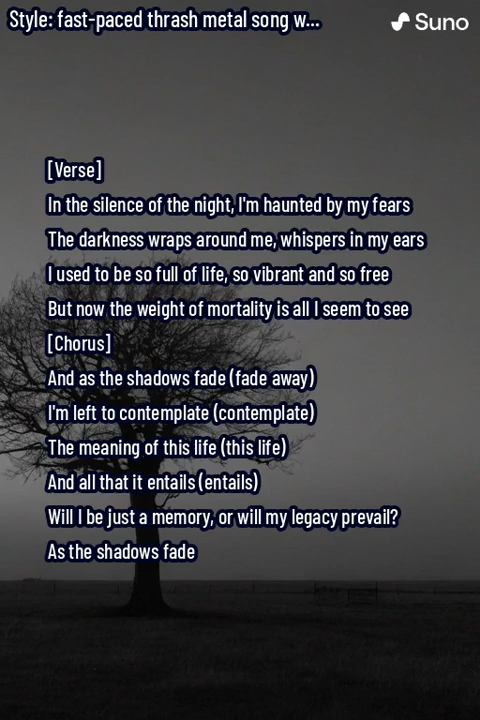 Style: fast-paced thrash metal song w...
Suno
[Verse]
In the silence of the night, I'm haunted by my fears
The darkness wraps around me, whispers in my ears
I used to be so full of life, so vibrant and so free
But now the weight of mortality is all I seem to see
[Chorus]
And as the shadows fade (fade away)
I'm left to contemplate (contemplate)
The meaning of this life (this life)
And all that it entails (entails)
Will I be just a memory, or will my legacy prevail?
As the shadows fade